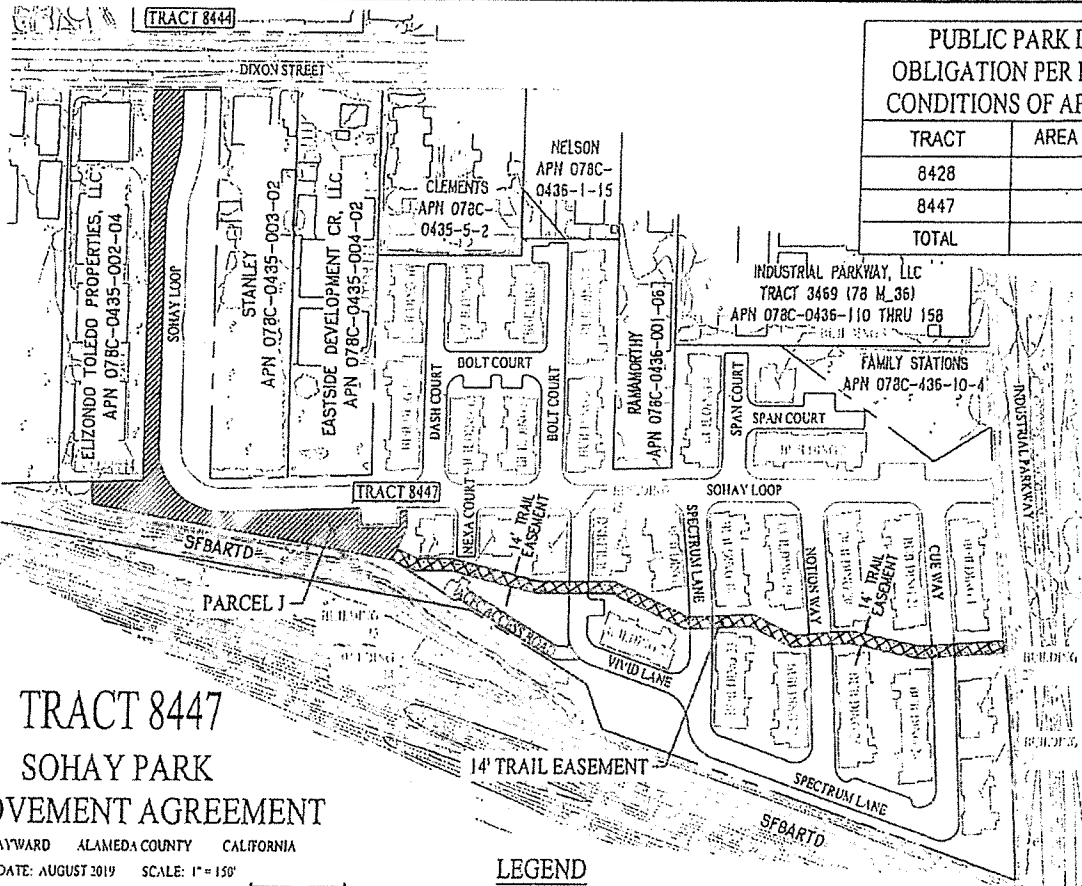 TRACT 8444
DIXON STREET
PUBLIC PARK
OBLIGATION PER
CONDITIONS OF
TRACT AREA
8428
8447
TOTAL
ELIZONDO TOLEDO PROPERTIES, LLC
APN 078C-0435-002-04
SOHAY LOOP
STANLEY
APN 078C-0435-003-02
EASTSIDE DEVELOPMENT CR, LLC
APN 078C-0435-004-02
CLEMENTS
APN 078C-
0435-5-2
NELSON
APN 078C-
0436-1-15
RAMAMORTHY
APN 078C-0436-001-06
INDUSTRIAL PARKWAY, LLC
TRACT 3469 (78 M_36)
APN 078C-0436-110 THRU 158
FAMILY STATIONS
APN 078C-436-10-4
INDUSTRIAL PARKWAY
DASH COURT
BOLT COURT
BOLT COURT
SPAN COURT
SPAN COURT
TRACT 8447
NEXA COURT
14' TRAIL
EASEMENT
SOHAY LOOP
SPECTRUM LANE
NOTION WAY
14' TRAIL
EASEMENT
CUE WAY
SFBARTD
PARCEL J
ACCESS ROAD
VIVID LANE
14' TRAIL EASEMENT
SPECTRUM LANE
SFBARTD
BUILDING
BUILDING
TRACT 8447
SOHAY PARK
OVEMENT AGREEMENT
AYWARD ALAMEDA COUNTY CALIFORNIA
DATE: AUGUST 2019 SCALE: 1" = 150'
LEGEND